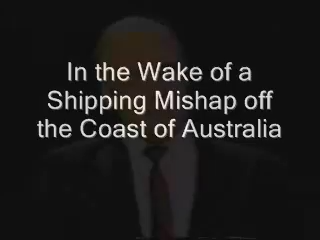 In the Wake of a
Shipping Mishap off
the Coast of Australia